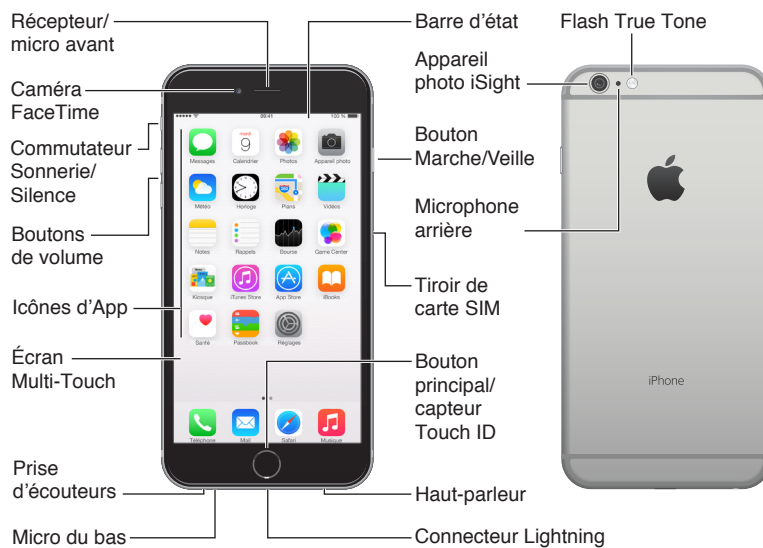 Récepteur/
micro avant
Caméra
FaceTime
Commutateur
Sonnerie/
Silence
Boutons
de volume
Icônes d'App
Écran
Multi-Touch
Prise
d'écouteurs
Micro du bas
09:41
100 %
mardi
9
Messages
Calendrier
Photos
Appareil photo
Météo
Horloge
Plans
Vidéos
Notes
Rappels
Bourse
Game Center
Kiosque
iTunes Store
App Store
iBooks
Santé
Passbook
Réglages
Téléphone
Mail
Safari
Musique
Barre d'état
Appareil
photo iSight
Bouton
Marche/Veille
Microphone
arrière
Tiroir de
carte SIM
Bouton
principal/
capteur
Touch ID
Haut-parleur
Connecteur Lightning
Flash True Tone
iPhone